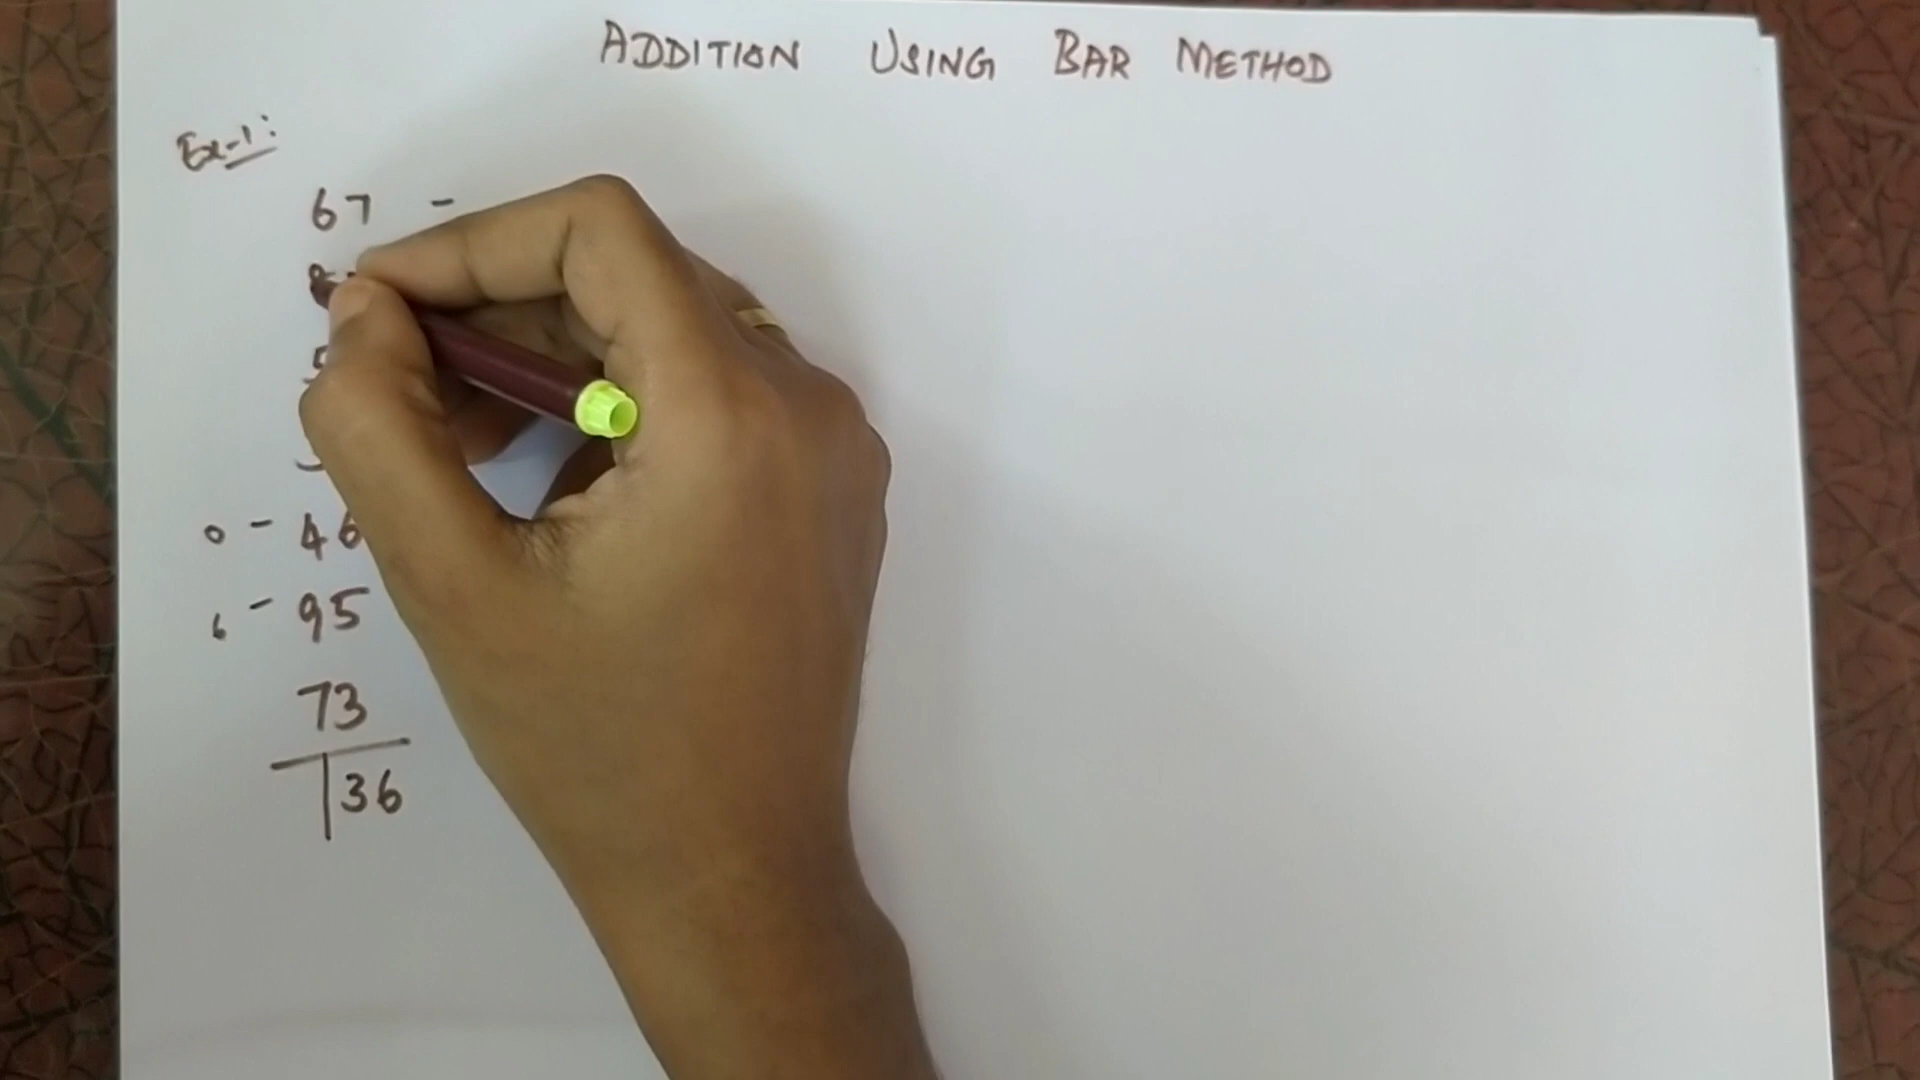 ADDITION USING BAR METHOD
Ex-1:
67 -
0 - 46
6 - 95
73
36